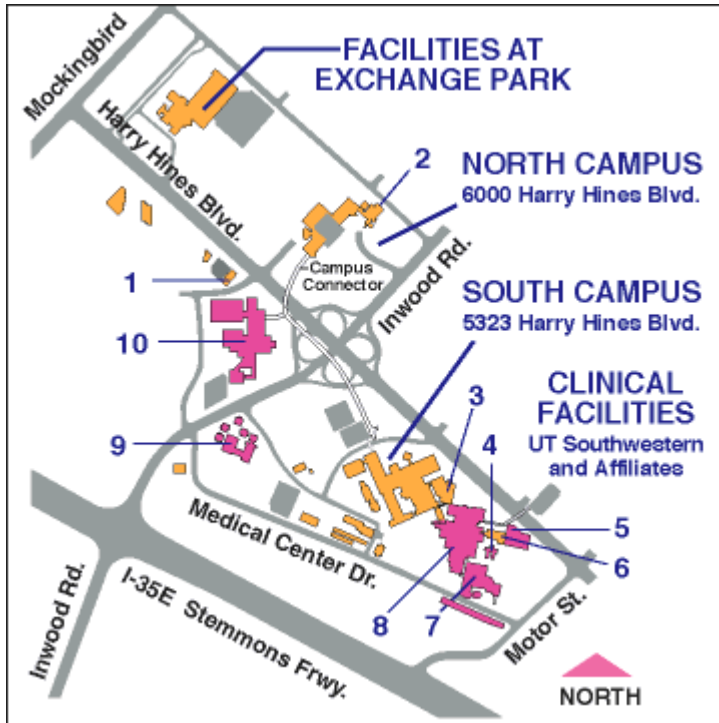 FACILITIES AT
EXCHANGE PARK
Mockingbird
Harry Hines Blvd.
2
NORTH CAMPUS
6000 Harry Hines Blvd.
1
Campus
Connector
Inwood Rd.
SOUTH CAMPUS
5323 Harry Hines Blvd.
10
CLINICAL
FACILITIES
UT Southwestern
and Affiliates
3
4
9
5
6
Medical Center Dr.
8
7
Motor St.
I-35E Stemmons Frwy.
Inwood Rd.
NORTH